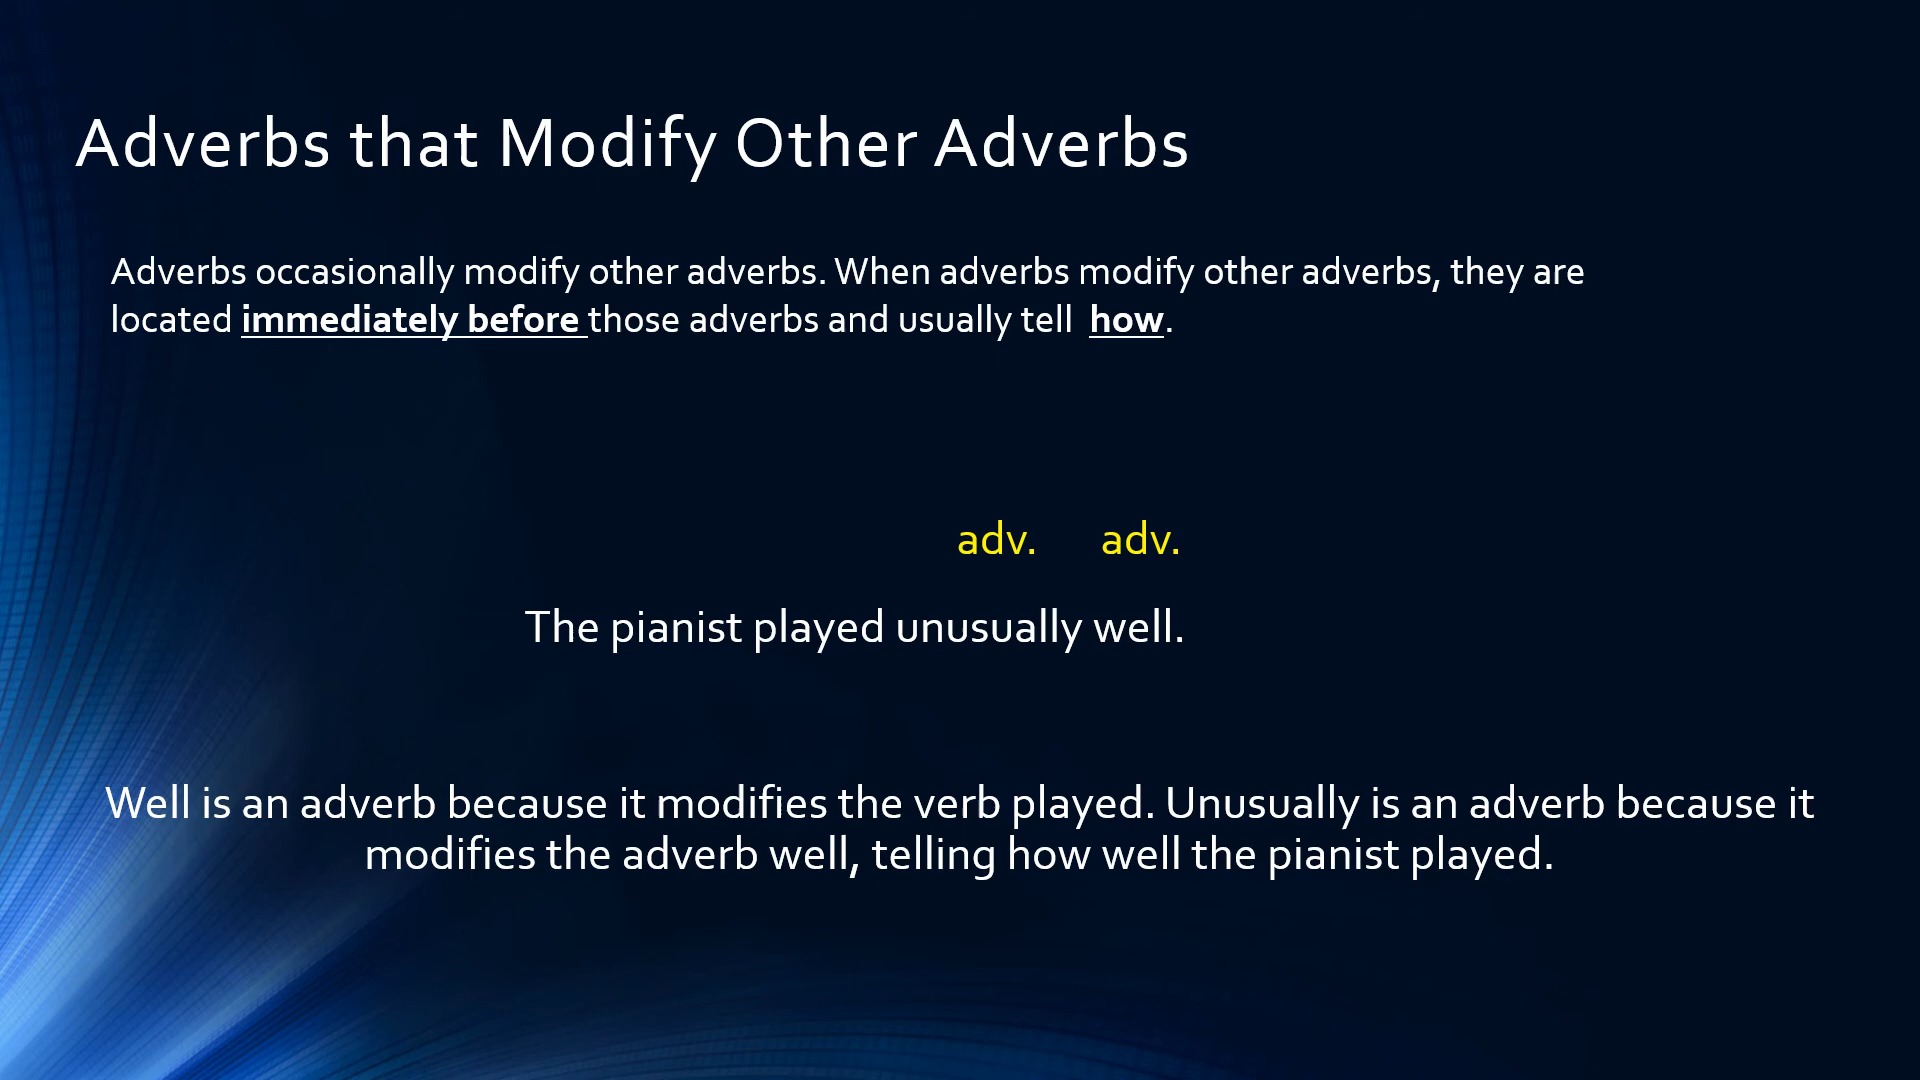 Adverbs that Modify Other Adverbs
Adverbs occasionally modify other adverbs. When adverbs modify other adverbs, they are
located immediately before those adverbs and usually tell  how.
adv. adv.
The pianist played unusually well.
Well is an adverb because it modifies the verb played. Unusually is an adverb because it
modifies the adverb well, telling how well the pianist played.